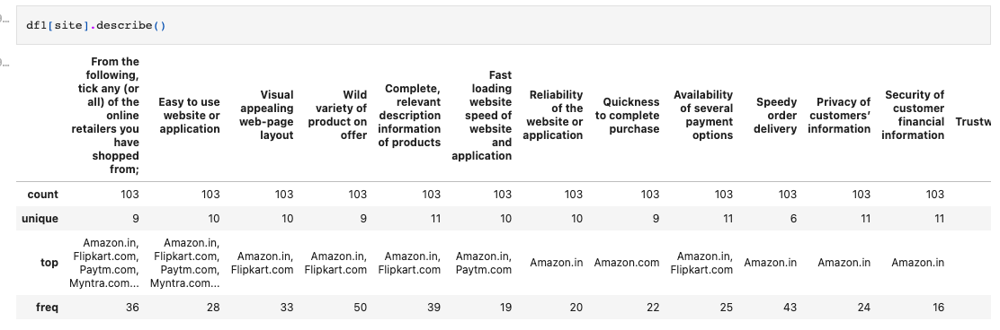 df1[site].describe()
From the following, tick any (or all) of the online retailers you have shopped from;
Easy to use website or application
Visual appealing web-page layout
Wild variety of product on offer
Complete, relevant description information of products
Fast loading website speed of website and application
Reliability of the website or application
Quickness to complete purchase
Availability of several payment options
Speedy order delivery
Privacy of customers’ information
Security of customer financial information
count 103 103 103 103 103 103 103 103 103 103 103 103
unique 9 10 10 9 11 10 10 9 11 6 11 11
top Amazon.in, Flipkart.com, Paytm.com, Myntra.com... Amazon.in, Flipkart.com, Paytm.com, Myntra.com... Amazon.in, Flipkart.com Amazon.in, Flipkart.com Amazon.in, Flipkart.com Amazon.in, Paytm.com Amazon.in Amazon.com Amazon.in, Flipkart.com Amazon.in Amazon.in Amazon.in
freq 36 28 33 50 39 19 20 22 25 43 24 16